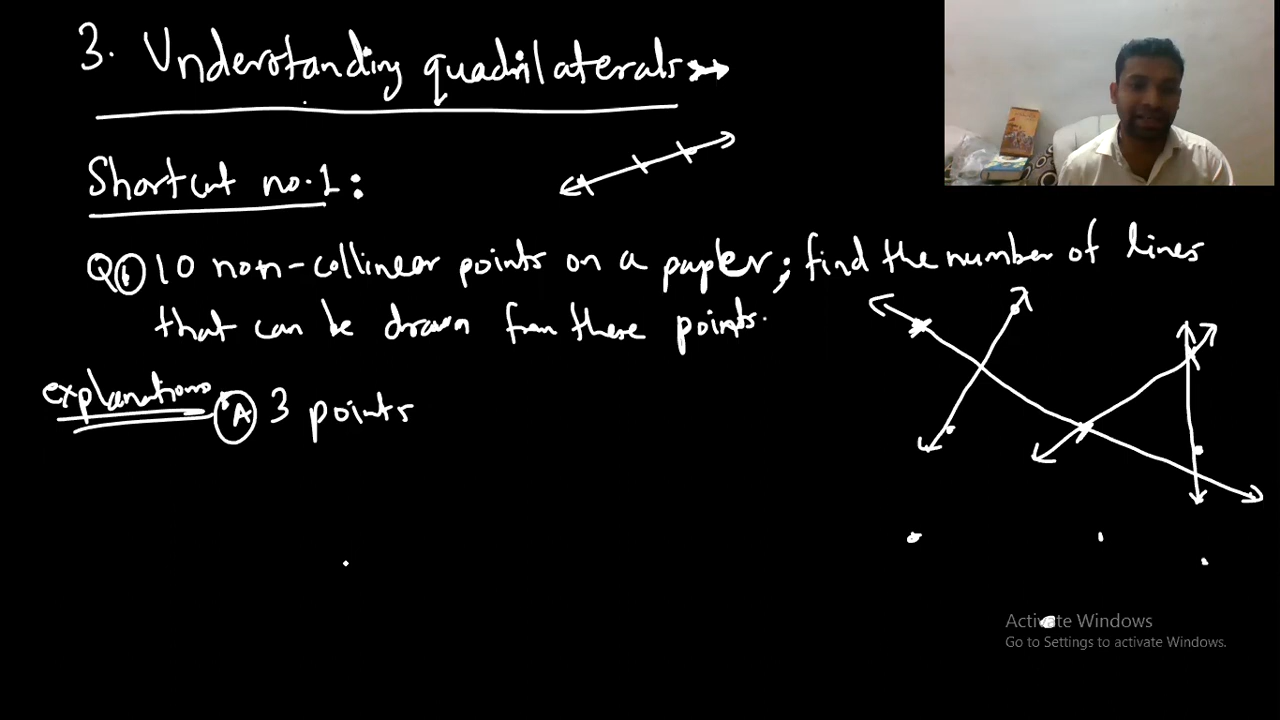 3. Understanding quadrilaterals
Shortcut no.1:
Q① 10 non-collinear points on a paper; find the number of lines
that can be drawn from these points.
explanations Ⓐ 3 points
Activate Windows
Go to Settings to activate Windows.